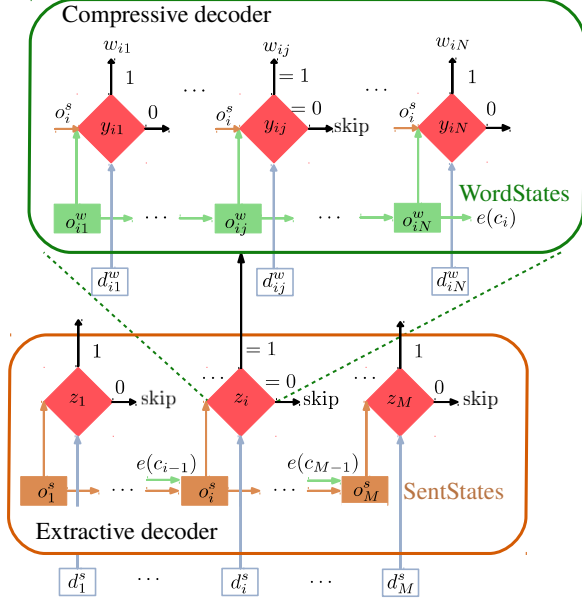 Compressive decoder
w_{i1} w_{ij} w_{iN}
1 ... = 1 ... 1
o_i^s 0 o_i^s = 0 o_i^s 0
y_{i1} y_{ij} skip y_{iN}
WordStates
o_{i1}^w ... o_{ij}^w ... o_{iN}^w e(c_i)
d_{i1}^w d_{ij}^w d_{iN}^w
1 = 1 1
... ...
0 = 0 0
z_1 skip z_i skip z_M skip
e(c_{i-1}) e(c_{M-1})
o_1^s ... o_i^s ... o_M^s SentStates
Extractive decoder
d_1^s ... d_i^s ... d_M^s